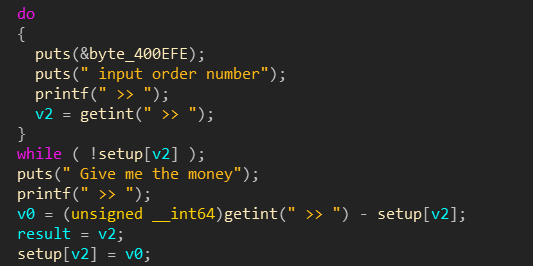 do
{
puts(&byte_400EFE);
puts(" input order number");
printf(" >> ");
v2 = getint(" >> ");
}
while ( !setup[v2] );
puts(" Give me the money");
printf(" >> ");
v0 = (unsigned __int64)getint(" >> ") - setup[v2];
result = v2;
setup[v2] = v0;